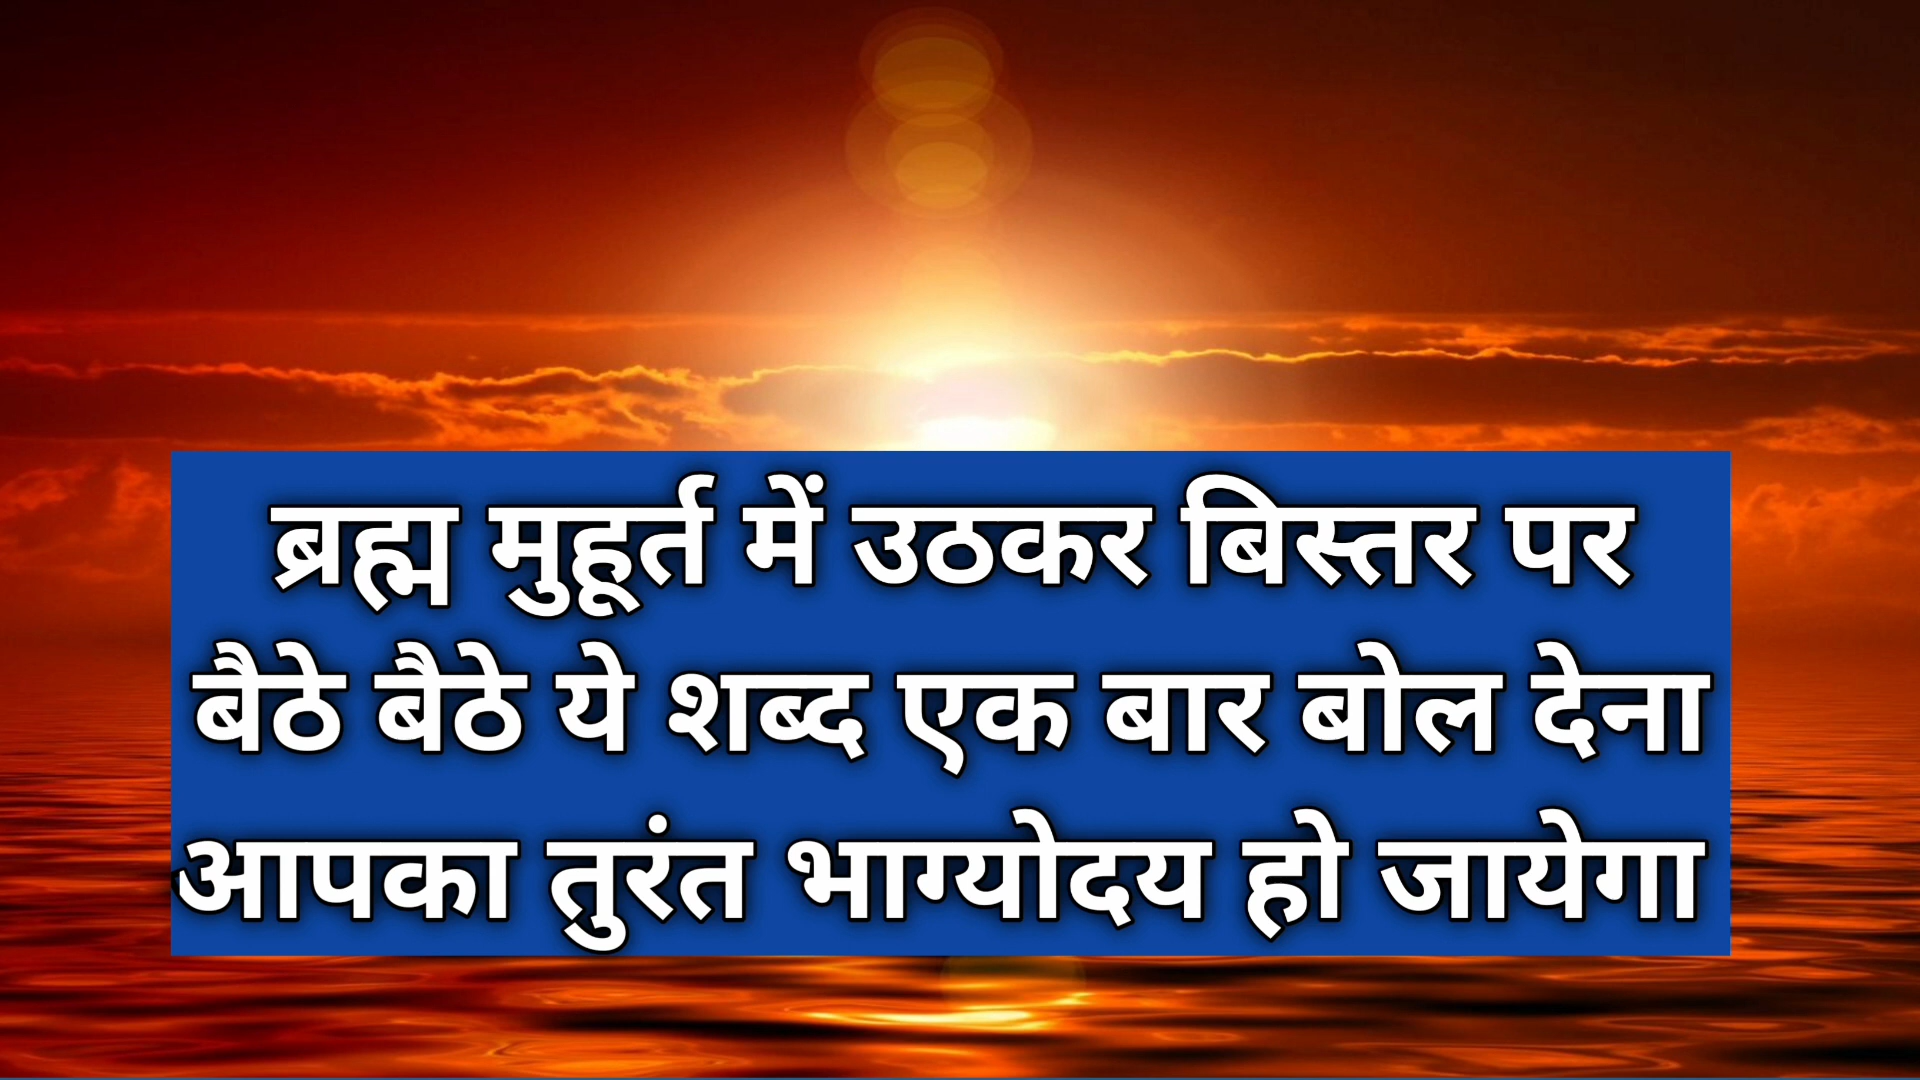 ब्रह्म मुहूर्त में उठकर बिस्तर पर
बैठे बैठे ये शब्द एक बार बोल देना
आपका तुरंत भाग्योदय हो जायेगा